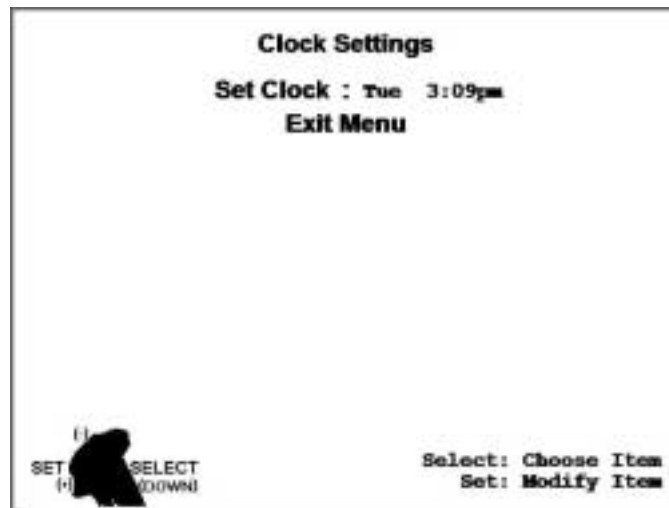 Clock Settings
Set Clock : Tue 3:09pm
Exit Menu
(-)
SET SELECT
(+) (DOWN)
Select: Choose Item
Set: Modify Item